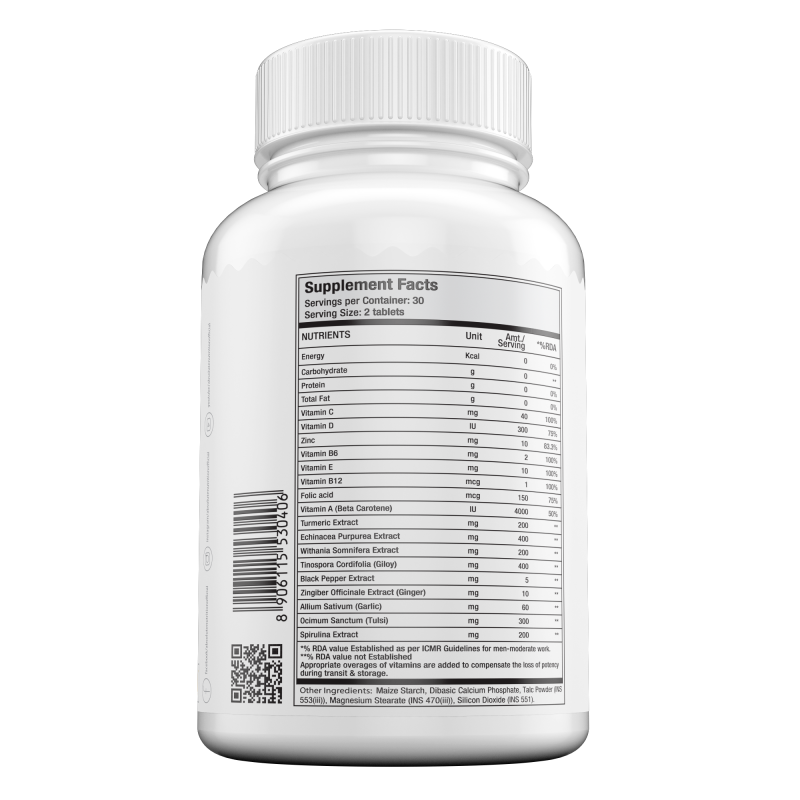 Supplement Facts
Servings per Container: 30
Serving Size: 2 tablets
NUTRIENTS Unit Amt./Serving *%RDA
Energy Kcal 0 0%
Carbohydrate g 0 **
Protein g 0 0%
Total Fat g 0 0%
Vitamin C mg 40 100%
Vitamin D IU 300 75%
Zinc mg 10 83.3%
Vitamin B6 mg 2 100%
Vitamin E mg 10 100%
Vitamin B12 mcg 1 100%
Folic acid mcg 150 75%
Vitamin A (Beta Carotene) IU 4000 90%
Turmeric Extract mg 200 **
Echinacea Purpurea Extract mg 400 **
Withania Somnifera Extract mg 200 **
Tinospora Cordifolia (Giloy) mg 400 **
Black Pepper Extract mg 5 **
Zingiber Officinale Extract (Ginger) mg 10 **
Allium Sativum (Garlic) mg 60 **
Ocimum Sanctum (Tulsi) mg 300 **
Spirulina Extract mg 200 **
*% RDA value Established as per ICMR Guidelines for men-moderate work.
**% RDA value not Established
Appropriate overages of vitamins are added to compensate the loss of potency
during transit & storage.
Other Ingredients: Maize Starch, Dibasic Calcium Phosphate, Talc Powder (INS
553(iii)), Magnesium Stearate (INS 470(iii)), Silicon Dioxide (INS 551).
8 906115 530406